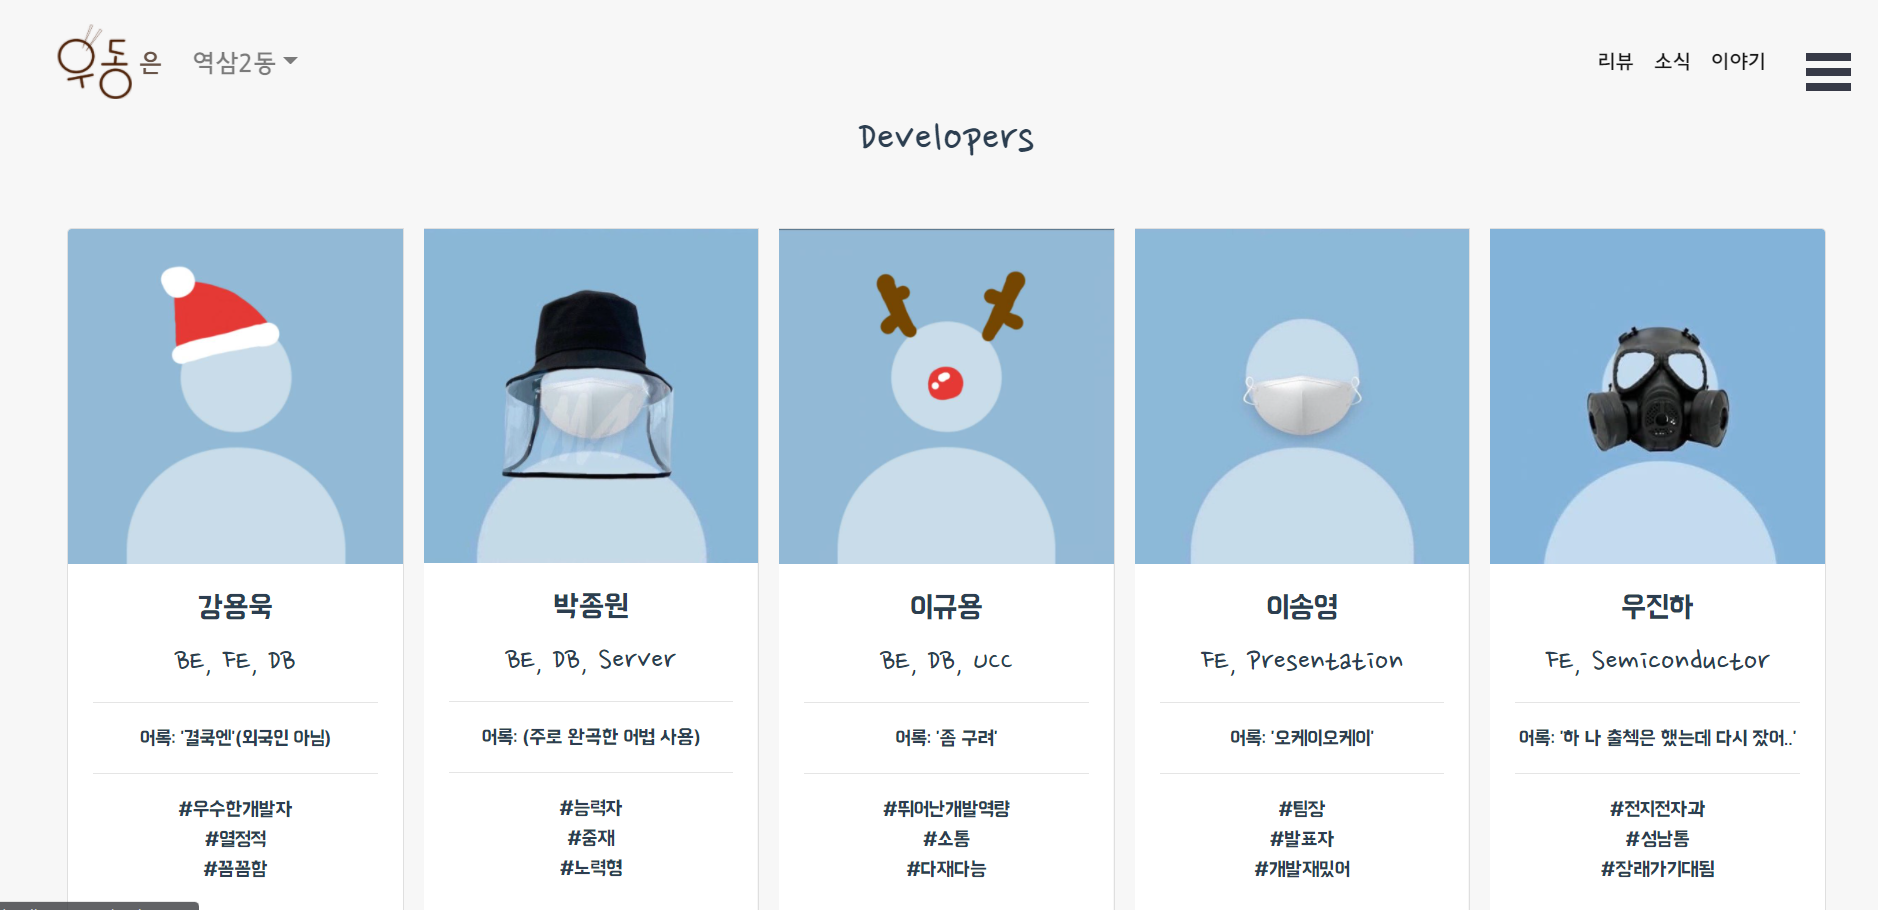 우동 은 역삼2동
리뷰 소식 이야기
Developers
강용욱
BE, FE, DB
어록: '결국엔'(외국인 아님)
#우수한개발자
#열정적
#꼼꼼함
박종원
BE, DB, Server
어록: (주로 완곡한 어법 사용)
#능력자
#중재
#노력형
이규용
BE, DB, UCC
어록: '좀 구려'
#뛰어난개발역량
#소통
#다재다능
이송영
FE, Presentation
어록: '오케이오케이'
#팀장
#발표자
#개발재밌어
우진하
FE, Semiconductor
어록: '하 나 출첵은 했는데 다시 잤어..'
#전지전자과
#성남통
#장래가기대됨